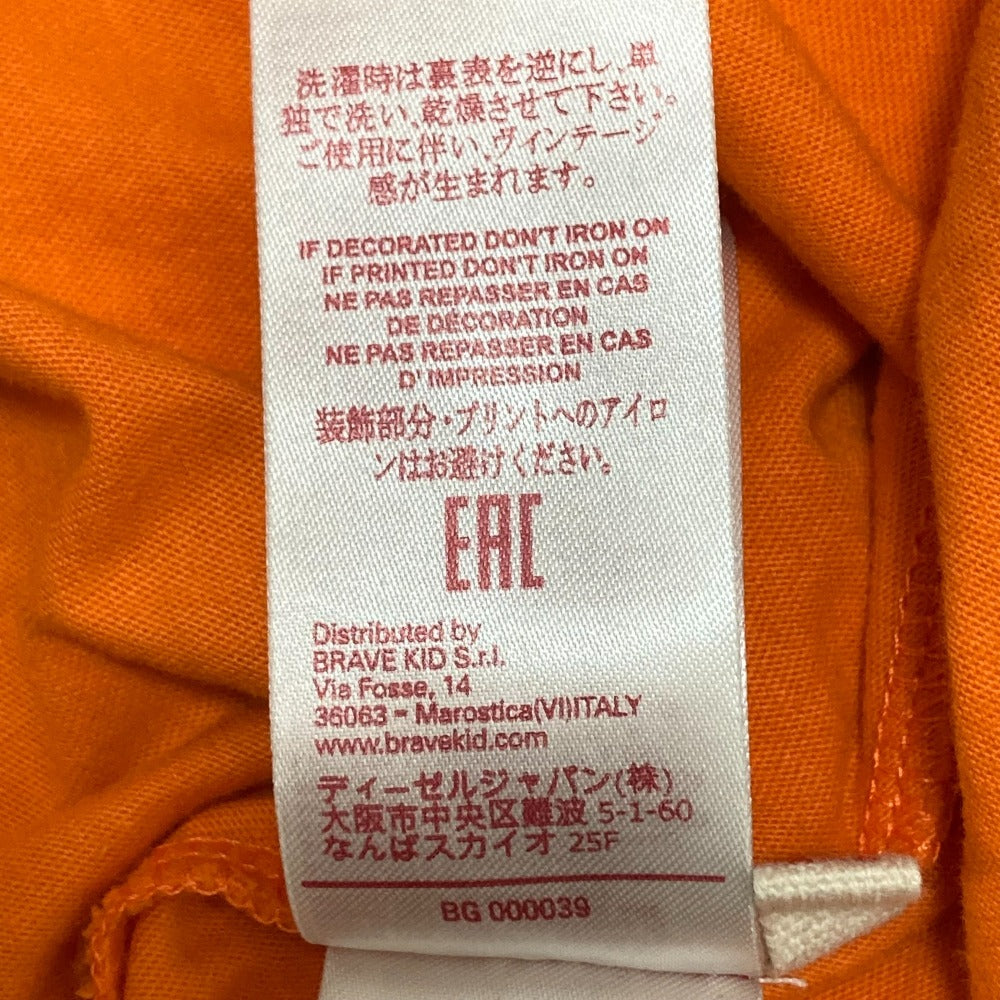 洗濯時は裏表を逆にし、単
独で洗い、乾燥させて下さい。
ご使用に伴い、ヴィンテージ
感が生まれます。
IF DECORATED DON'T IRON ON
IF PRINTED DON'T IRON ON
NE PAS REPASSER EN CAS
DE DÉCORATION
NE PAS REPASSER EN CAS
D'IMPRESSION
装飾部分・プリントへのアイロ
ンはお避けください。
EAC
Distributed by
BRAVE KID S.r.l.
Via Fosse, 14
36063 - Marostica(VI)ITALY
www.bravekid.com
ディーゼルジャパン(株)
大阪市中央区難波 5-1-60
なんばスカイオ 25F
BG 000039